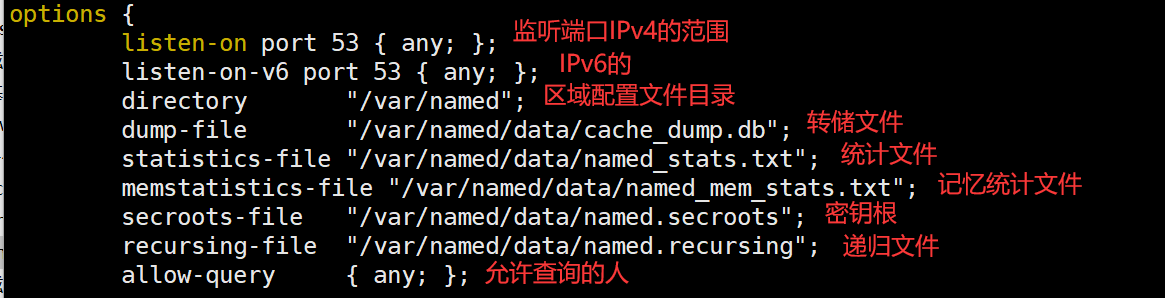 options {
listen-on port 53 { any; }; 监听端口IPv4的范围
listen-on-v6 port 53 { any; }; IPv6的
directory "/var/named"; 区域配置文件目录
dump-file "/var/named/data/cache_dump.db"; 转储文件
statistics-file "/var/named/data/named_stats.txt"; 统计文件
memstatistics-file "/var/named/data/named_mem_stats.txt"; 记忆统计文件
secroots-file "/var/named/data/named.secroots"; 密钥根
recursing-file "/var/named/data/named.recursing"; 递归文件
allow-query { any; }; 允许查询的人